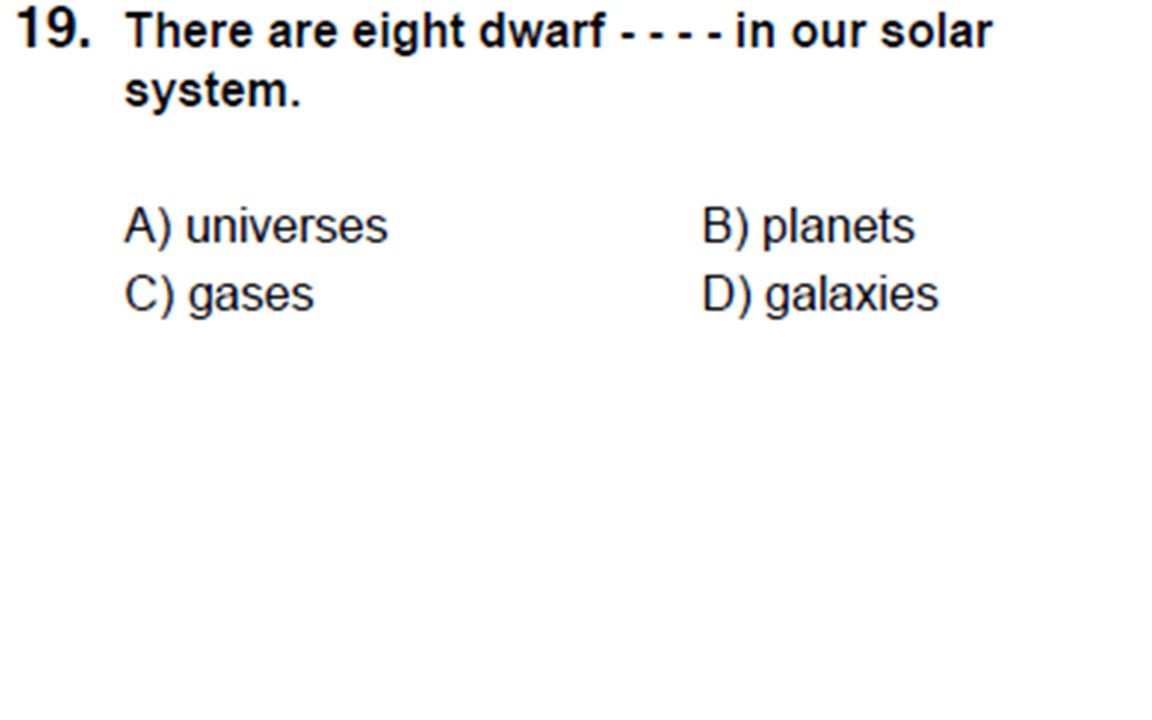 19. There are eight dwarf - - - - in our solar
system.
A) universes B) planets
C) gases D) galaxies